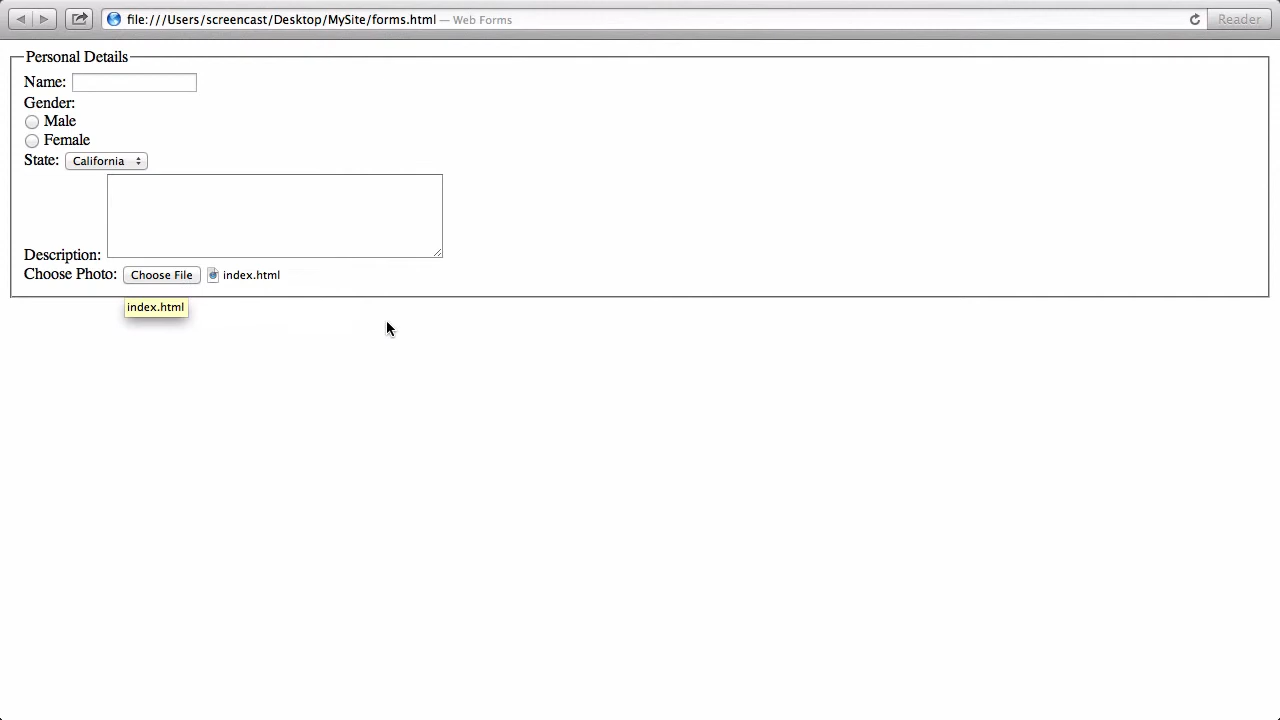 file:///Users/screencast/Desktop/MySite/forms.html — Web Forms
Reader
Personal Details
Name:
Gender:
Male
Female
State: California
Description:
Choose Photo: Choose File index.html
index.html